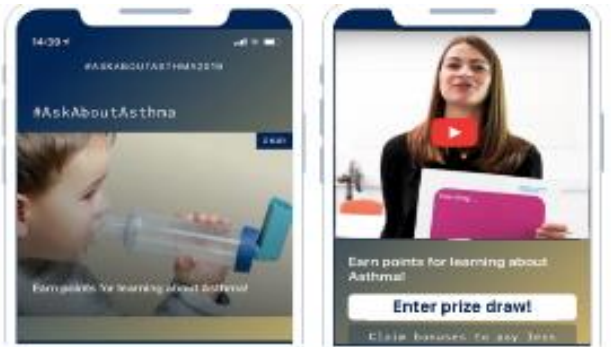 14:39
#ASKABOUTASTHMA2019
#AskAboutAsthma
Earn points for learning about Asthma!
Earn points for learning about
Asthma!
Enter prize draw!
Claim bonuses to pay less